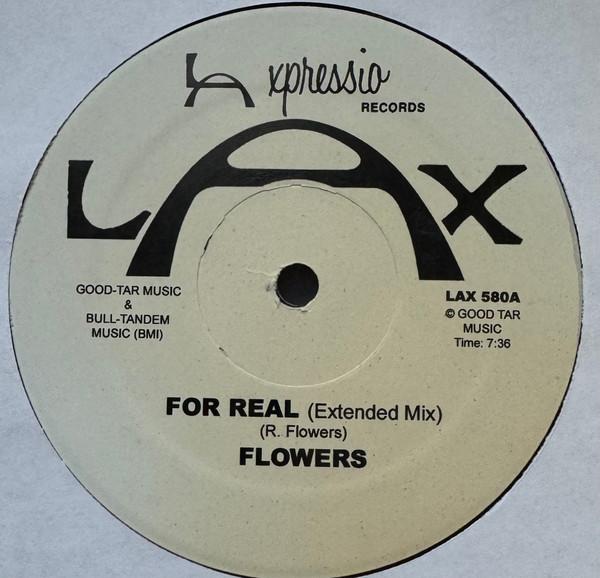 LA xpressio
RECORDS
LAX
GOOD-TAR MUSIC
&
BULL-TANDEM
MUSIC (BMI)
LAX 580A
© GOOD TAR
MUSIC
Time: 7:36
FOR REAL (Extended Mix)
(R. Flowers)
FLOWERS